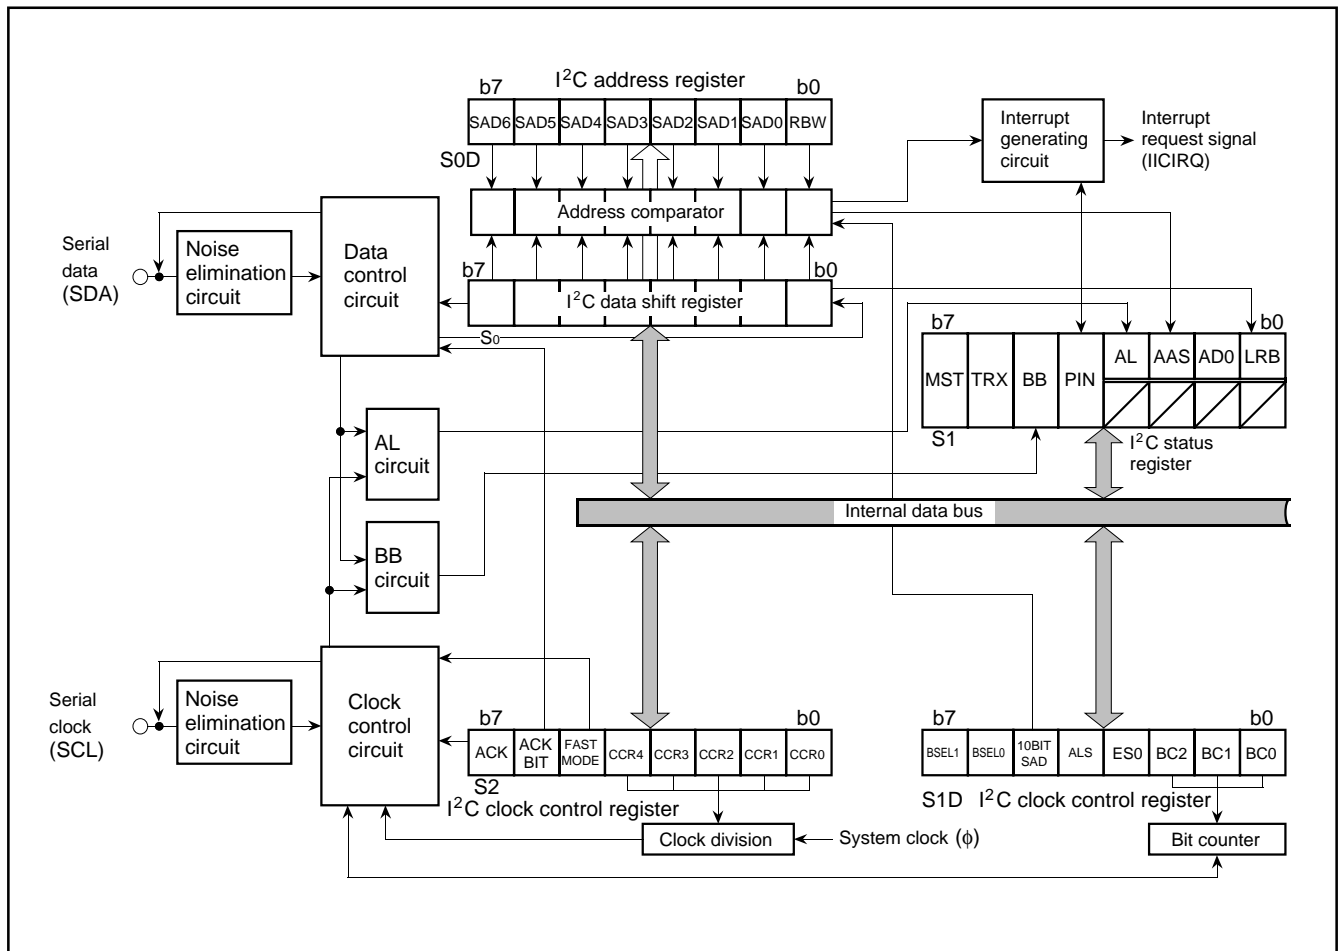 I²C address register
b7 b0
SAD6 SAD5 SAD4 SAD3 SAD2 SAD1 SAD0 RBW
S0D
Address comparator
b7 b0
I²C data shift register
S0
Interrupt
generating
circuit
Interrupt
request signal
(IICIRQ)
Serial
data
(SDA)
Noise
elimination
circuit
Data
control
circuit
b7 b0
MST TRX BB PIN AL AAS AD0 LRB
S1
I²C status
register
AL
circuit
BB
circuit
Internal data bus
Serial
clock
(SCL)
Noise
elimination
circuit
Clock
control
circuit
b7 b0
ACK ACK BIT FAST MODE CCR4 CCR3 CCR2 CCR1 CCR0
S2
I²C clock control register
Clock division
System clock (ϕ)
b7 b0
BSEL1 BSEL0 10BIT SAD ALS ES0 BC2 BC1 BC0
S1D I²C clock control register
Bit counter